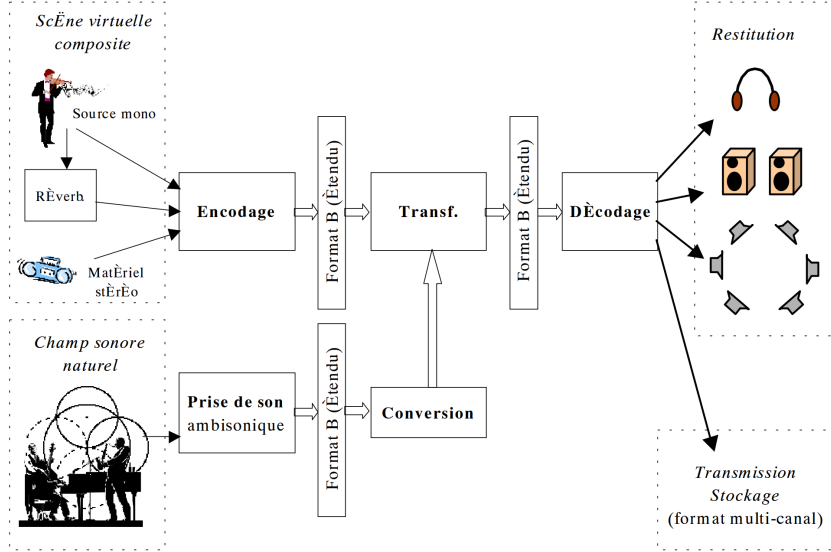 ScËne virtuelle
composite
Source mono
RÈverb.
MatÈriel
stÈrÈo
Encodage
Format B (Ètendu)
Transf.
Format B (Ètendu)
DÈcodage
Restitution
Champ sonore
naturel
Prise de son
ambisonique
Format B (Ètendu)
Conversion
Transmission
Stockage
(format multi-canal)